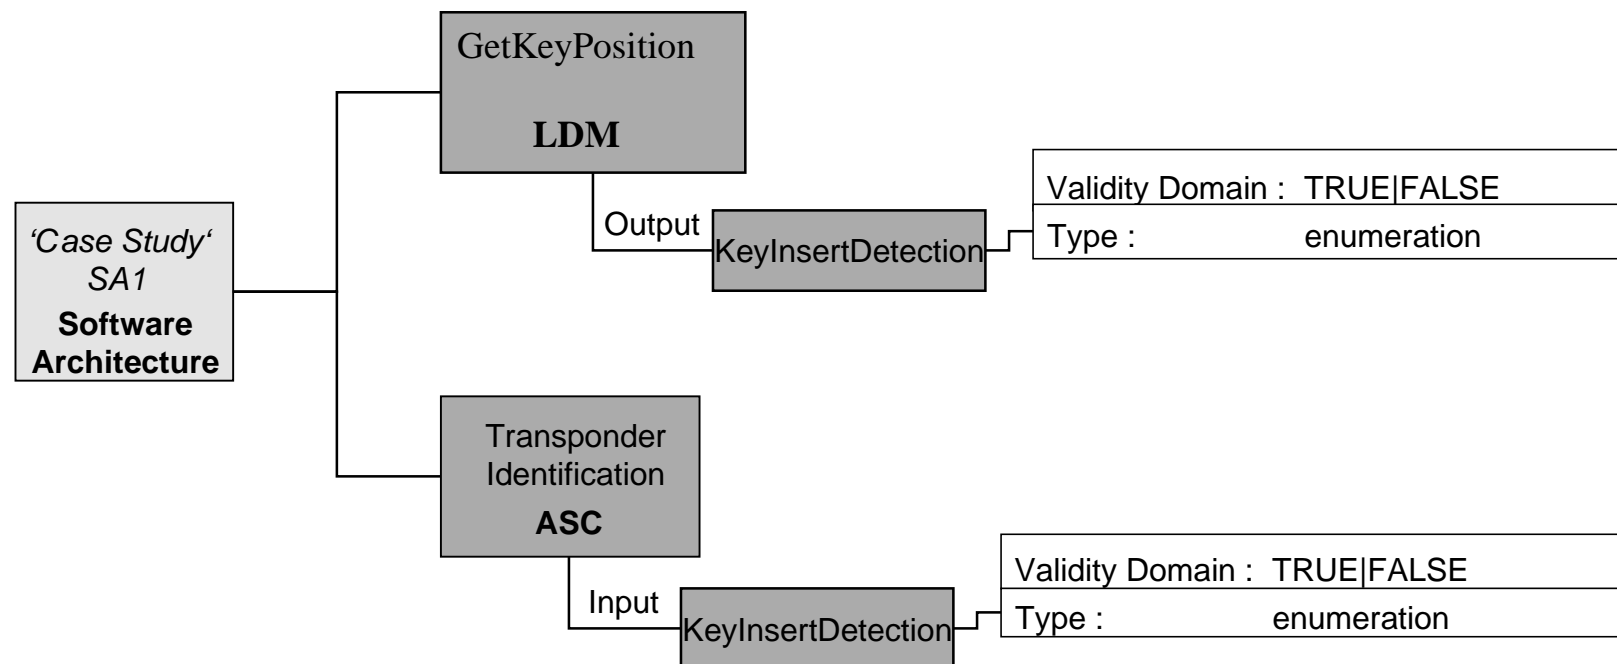 GetKeyPosition
LDM
Output
KeyInsertDetection
Validity Domain : TRUE|FALSE
Type : enumeration
‘Case Study‘
SA1
Software
Architecture
Transponder
Identification
ASC
Input
KeyInsertDetection
Validity Domain : TRUE|FALSE
Type : enumeration